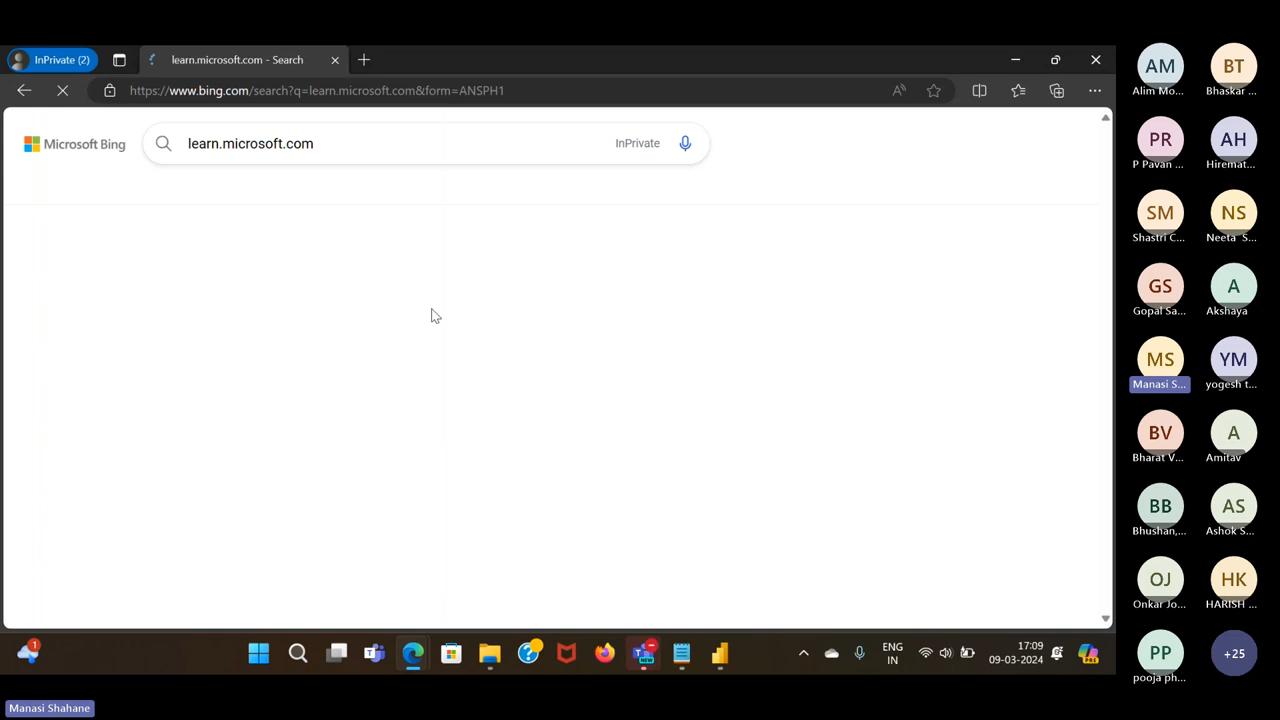 InPrivate (2)
learn.microsoft.com - Search
https://www.bing.com/search?q=learn.microsoft.com&form=ANSPH1
Microsoft Bing
learn.microsoft.com
InPrivate
AM
Alim Mo...
BT
Bhaskar ...
PR
P Pavan ...
AH
Hiremat...
SM
Shastri C...
NS
Neeta S...
GS
Gopal Sa...
A
Akshaya
MS
Manasi S...
YM
yogesh t...
BV
Bharat V...
A
Amitav
BB
Bhushan,...
AS
Ashok S...
OJ
Onkar Jo...
HK
HARISH ...
PP
pooja ph...
+25
1
NEW
ENG
IN
17:09
09-03-2024
PRE
Manasi Shahane